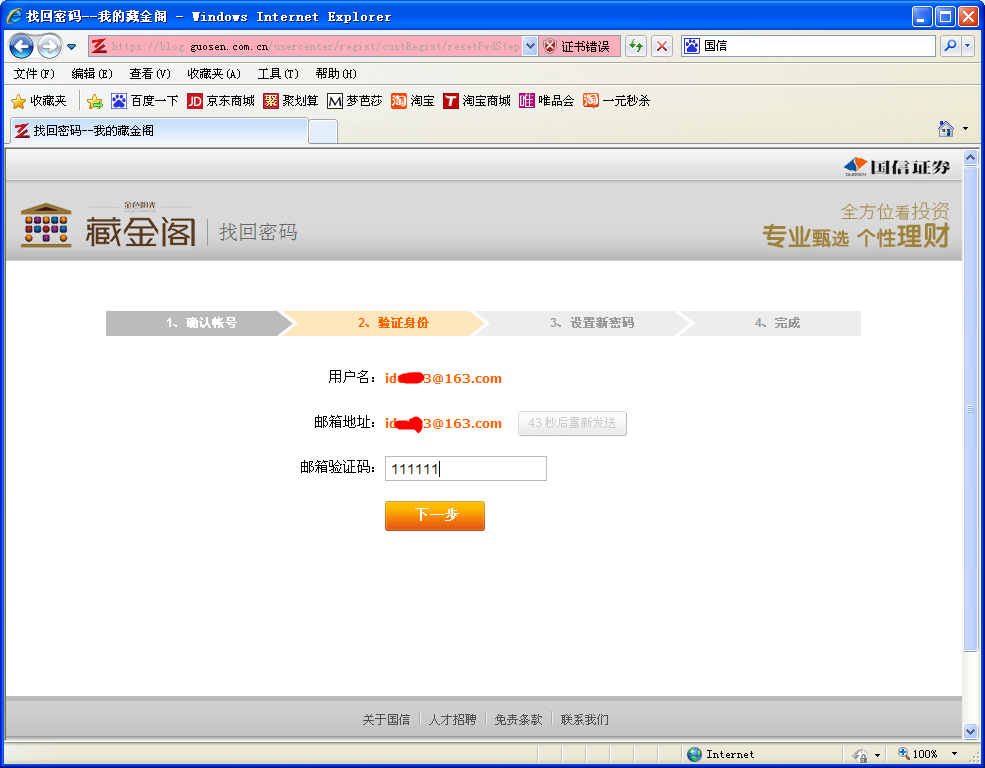 找回密码--我的藏金阁 - Windows Internet Explorer
https://blog.guosen.com.cn/usercenter/regist/custRegist/resetPwdStep 证书错误 国信
文件(F) 编辑(E) 查看(V) 收藏夹(A) 工具(T) 帮助(H)
收藏夹 百度一下 JD 京东商城 聚 聚划算 M 梦芭莎 淘 淘宝 T 淘宝商城 唯 唯品会 淘 一元秒杀
找回密码--我的藏金阁
GUOSEN 国信证券
金色阳光
藏金阁 找回密码
全方位看投资
专业甄选 个性理财
1、确认帐号 2、验证身份 3、设置新密码 4、完成
用户名： id 3@163.com
邮箱地址： id 3@163.com 43 秒后重新发送
邮箱验证码： 111111
下一步
关于国信 人才招聘 免责条款 联系我们
Internet 100%